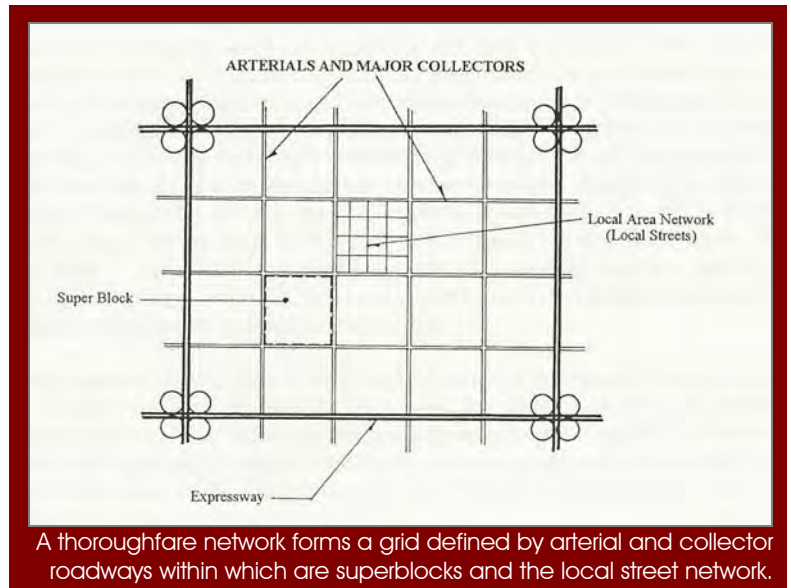 ARTERIALS AND MAJOR COLLECTORS
Local Area Network
(Local Streets)
Super Block
Expressway
A thoroughfare network forms a grid defined by arterial and collector
roadways within which are superblocks and the local street network.